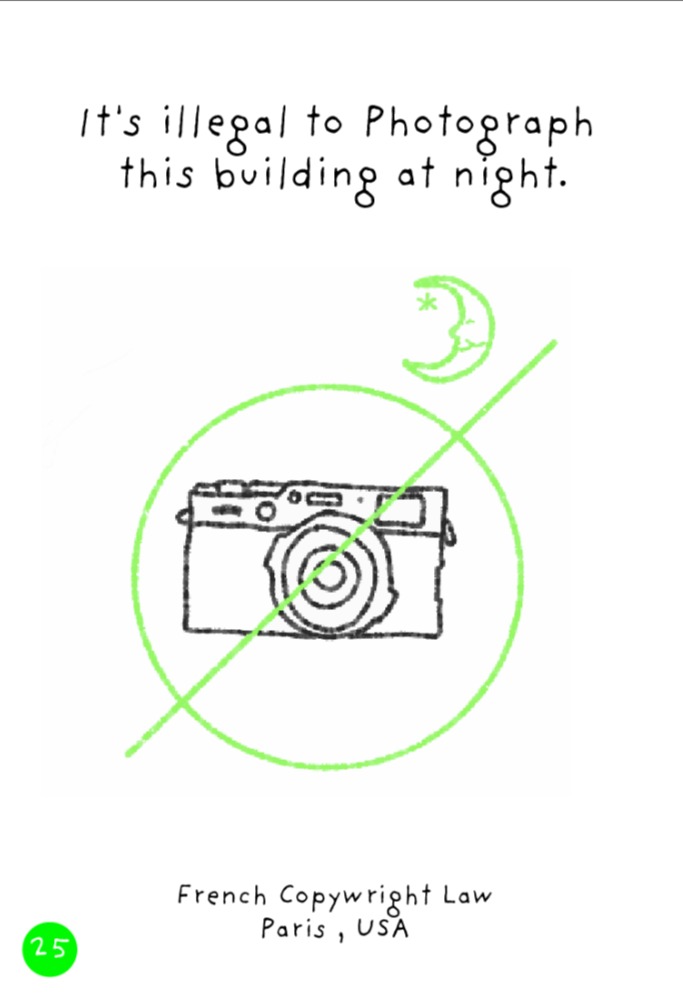 It's illegal to Photograph
this building at night.
French Copywright Law
Paris , USA
25